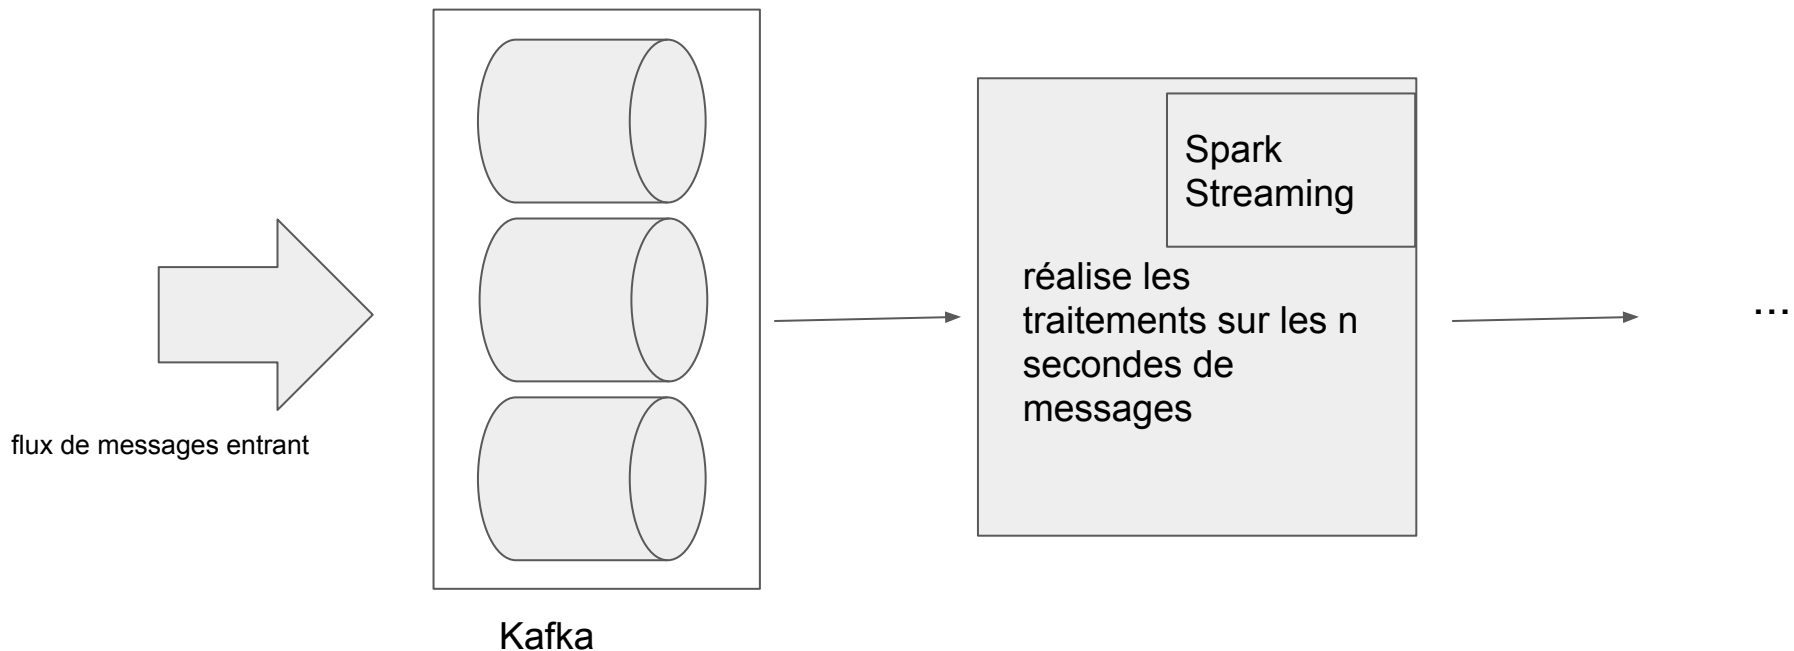 flux de messages entrant
Kafka
Spark
Streaming
réalise les
traitements sur les n
secondes de
messages
...